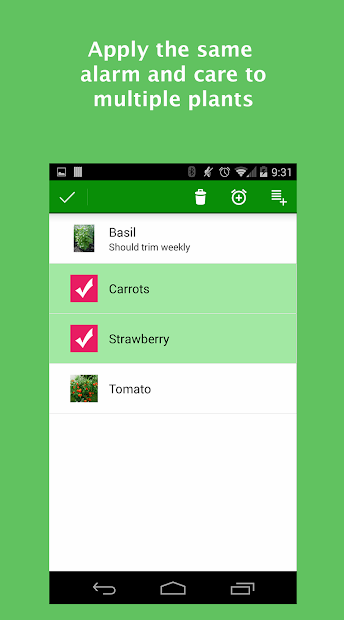 Apply the same
alarm and care to
multiple plants
9:31
Basil
Should trim weekly
Carrots
Strawberry
Tomato